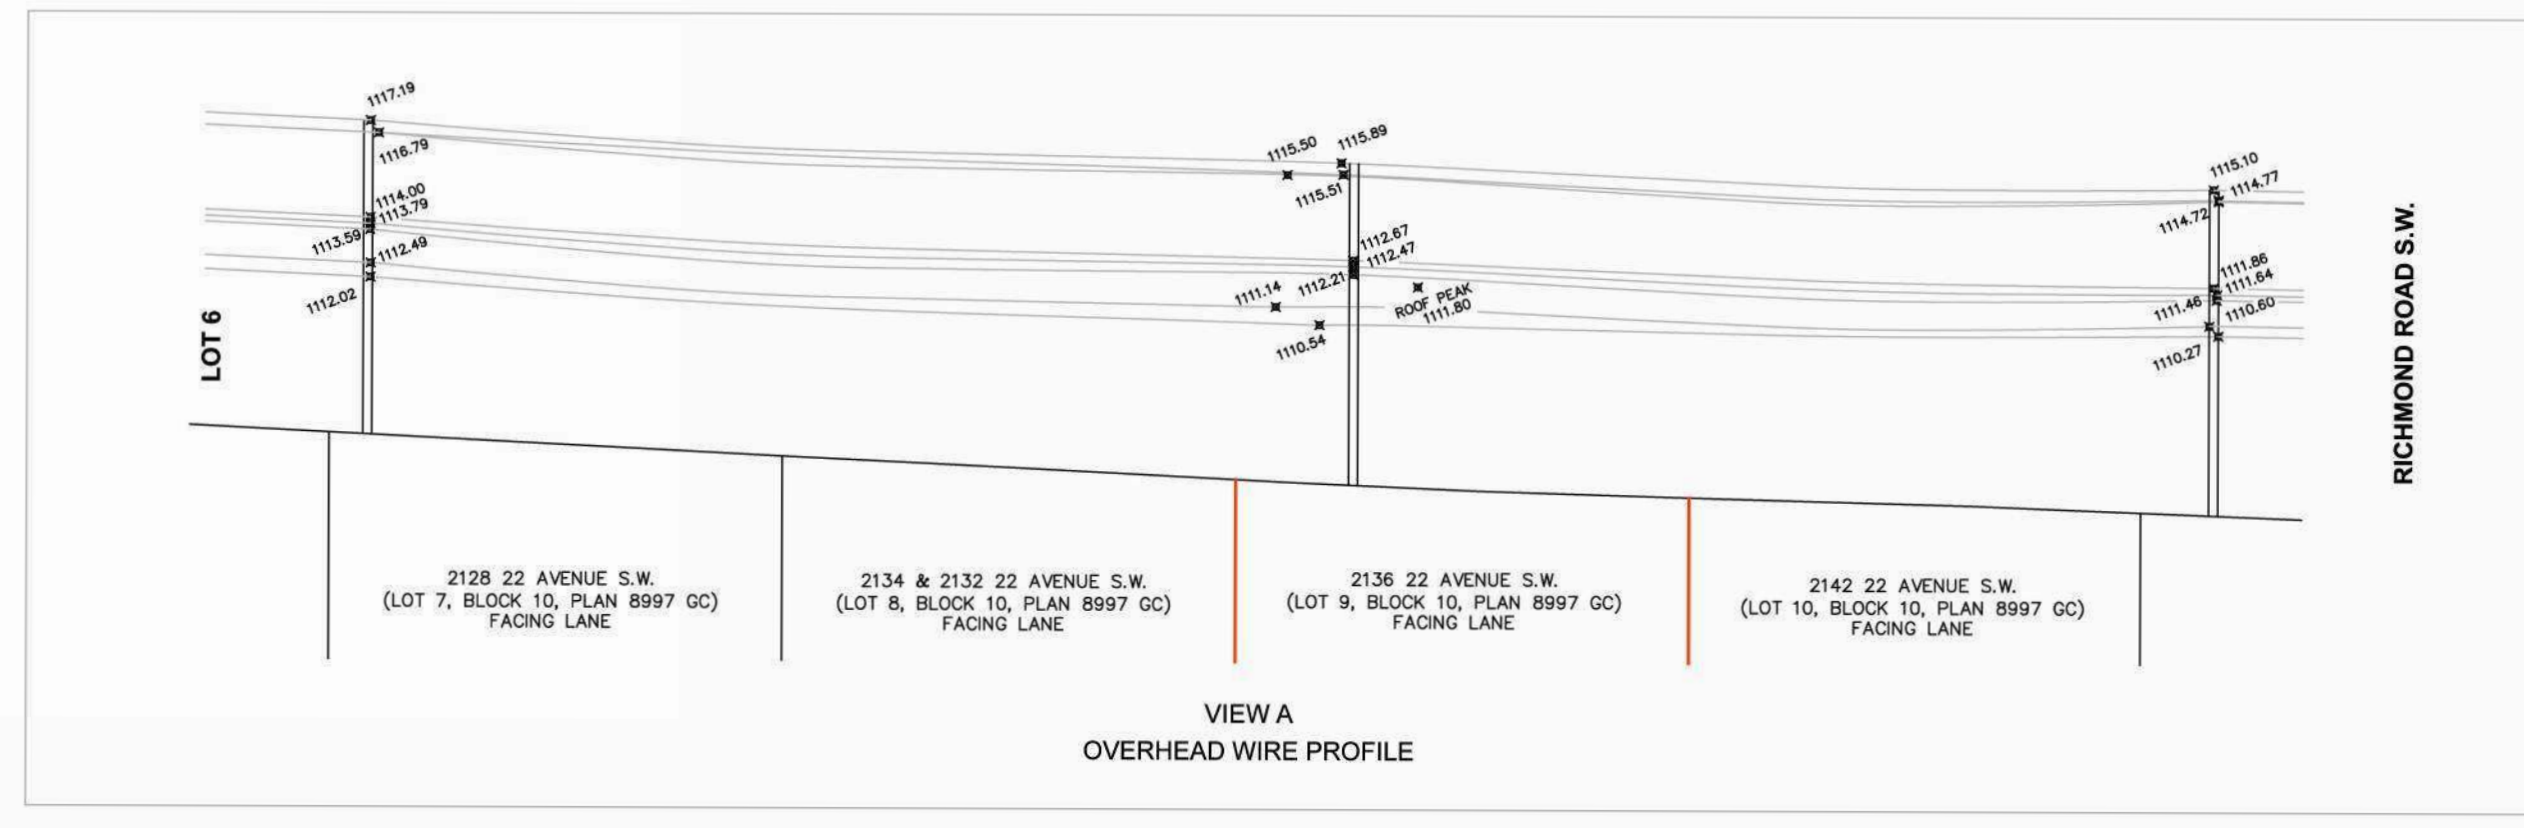 1117.19
1116.79
1114.00
1113.79
1113.59
1112.49
1112.02
LOT 6
1115.50
1115.89
1115.51
1112.67
1112.47
1112.21
1111.14
ROOF PEAK
1111.80
1110.54
1115.10
1114.77
1114.72
1111.86
1111.64
1111.46
1110.60
1110.27
RICHMOND ROAD S.W.
2128 22 AVENUE S.W.
(LOT 7, BLOCK 10, PLAN 8997 GC)
FACING LANE
2134 & 2132 22 AVENUE S.W.
(LOT 8, BLOCK 10, PLAN 8997 GC)
FACING LANE
2136 22 AVENUE S.W.
(LOT 9, BLOCK 10, PLAN 8997 GC)
FACING LANE
2142 22 AVENUE S.W.
(LOT 10, BLOCK 10, PLAN 8997 GC)
FACING LANE
VIEW A
OVERHEAD WIRE PROFILE